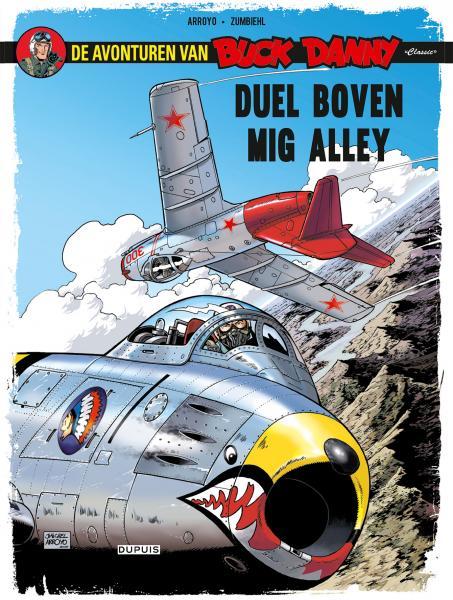 ARROYO • ZUMBIEHL
DE AVONTUREN VAN BUCK DANNY «Classic»
DUEL BOVEN
MIG ALLEY
300
DUPUIS